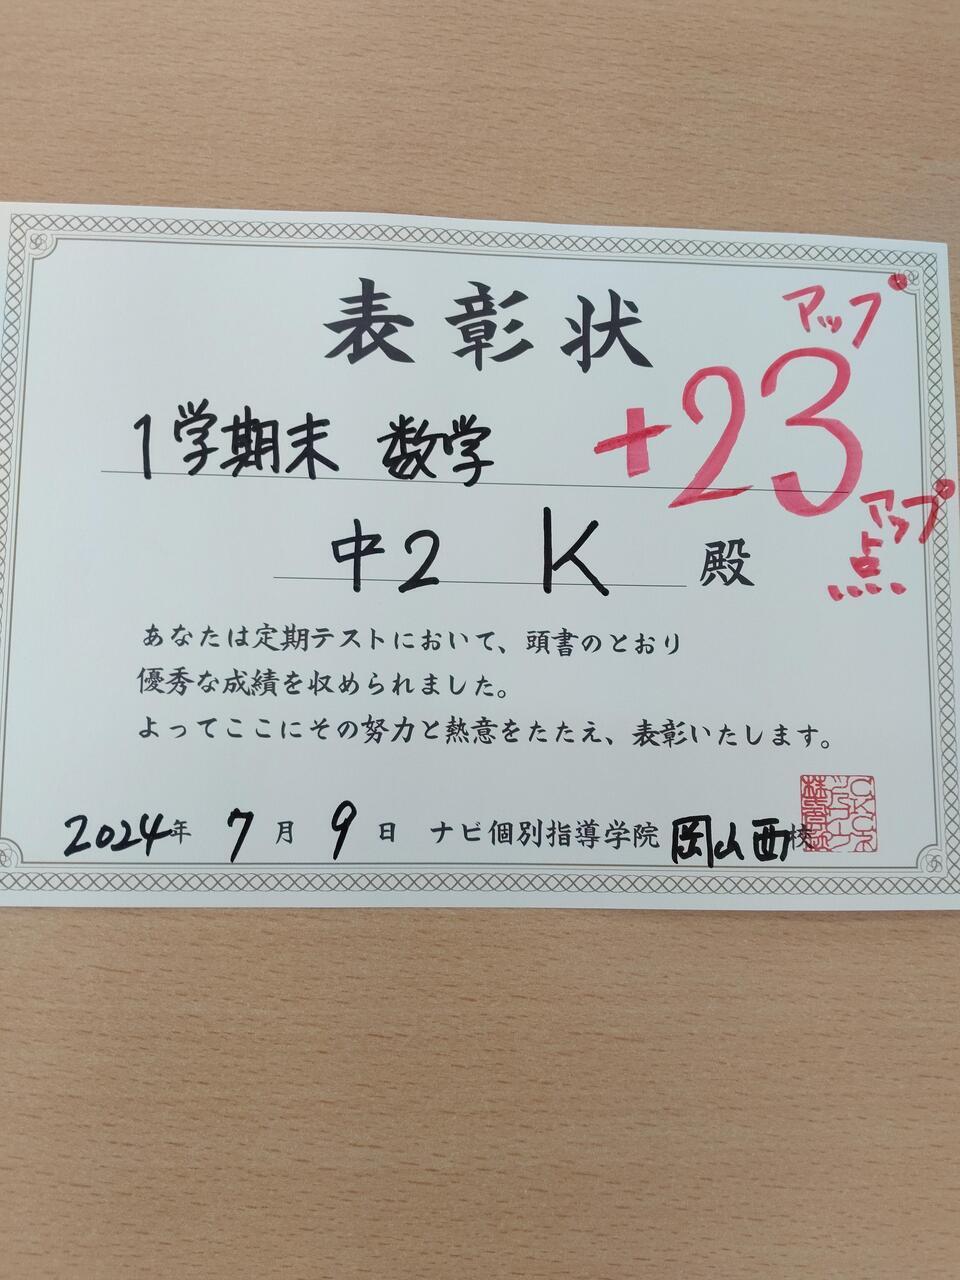 表彰状
アップ
1学期末 数学
+23
アップ
点
中2 K 殿
あなたは定期テストにおいて、頭書のとおり
優秀な成績を収められました。
よってここにその努力と熱意をたたえ、表彰いたします。
2024年 7月 9日 ナビ個別指導学院 岡山西校